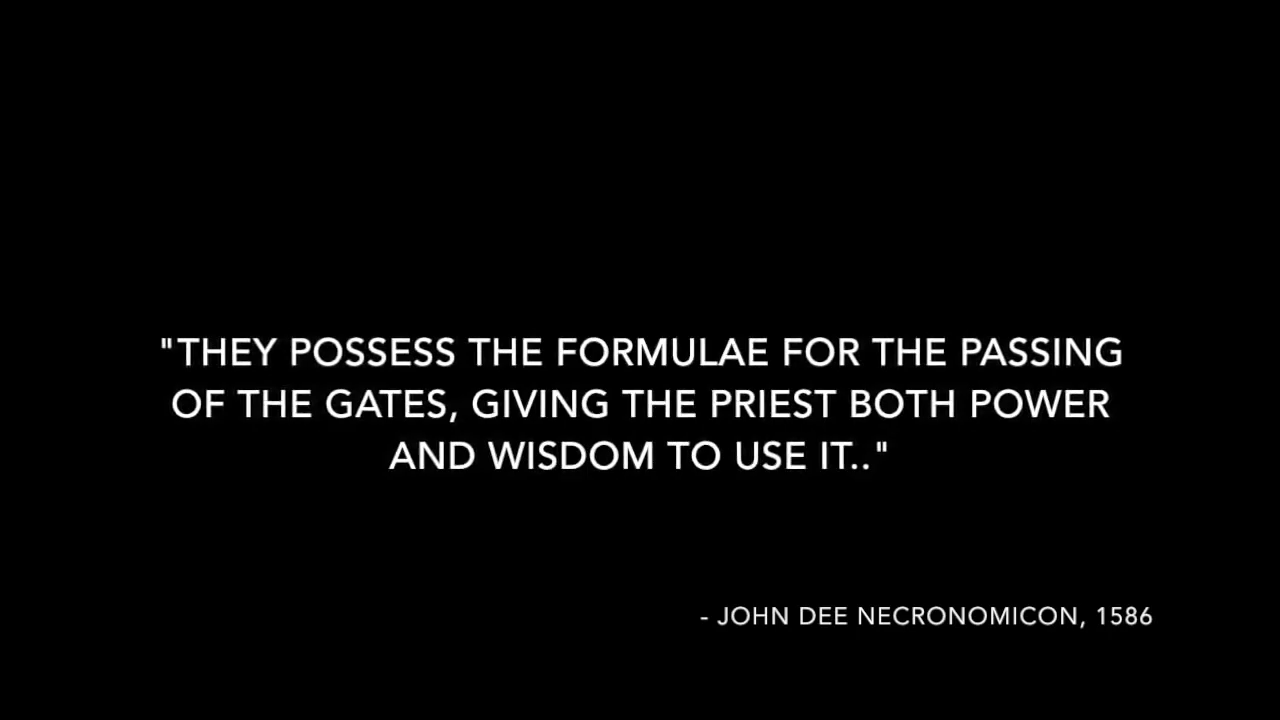 "THEY POSSESS THE FORMULAE FOR THE PASSING
OF THE GATES, GIVING THE PRIEST BOTH POWER
AND WISDOM TO USE IT.."
- JOHN DEE NECRONOMICON, 1586